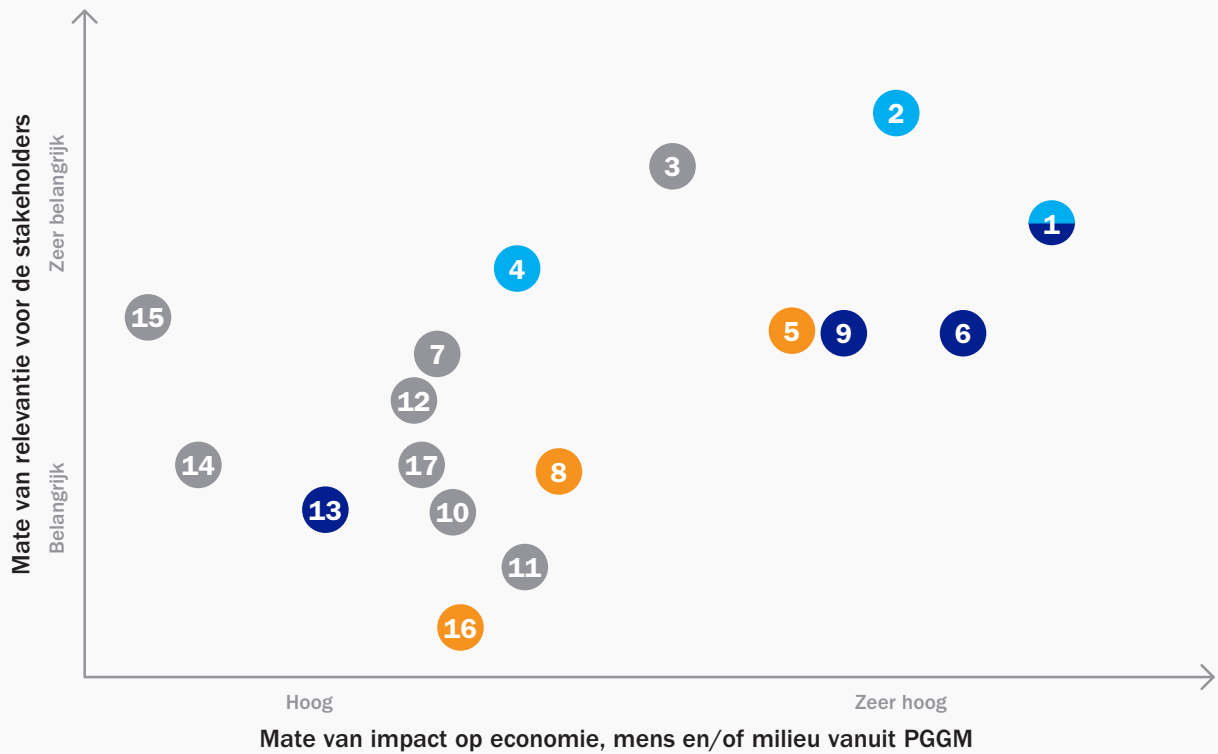 Mate van relevantie voor de stakeholders
Zeer belangrijk
Belangrijk
2
3
1
4
15
5
9
6
7
12
14
17
8
13
10
11
16
Hoog
Zeer hoog
Mate van impact op economie, mens en/of milieu vanuit PGGM